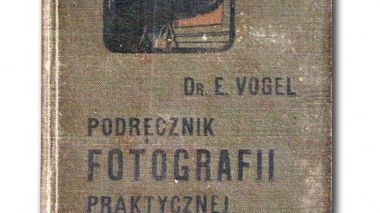 DR. E. VOGEL
PODRĘCZNIK
FOTOGRAFII
PRAKTYCZNEJ